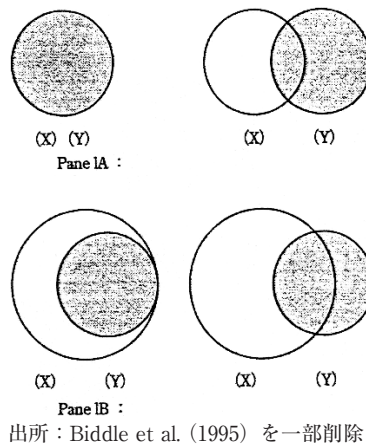 (X) (Y)
(X) (Y)
Pane lA :
(X) (Y)
(X) (Y)
Pane lB :
出所：Biddle et al. (1995) を一部削除